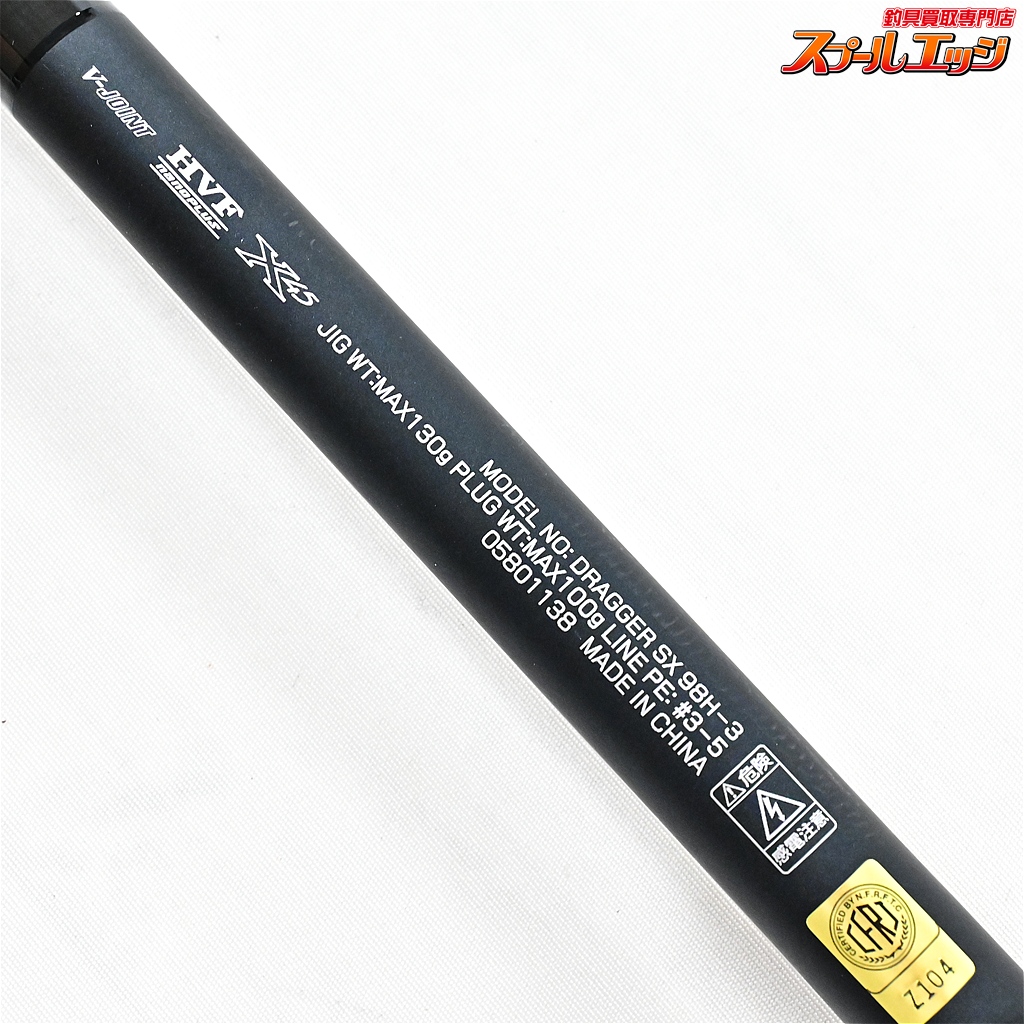 釣具買取専門店
スプールエッジ
V-JOINT
HVF
nanoPLUS
X45
MODEL NO: DRAGGER SX 98H-3
JIG WT:MAX130g PLUG WT:MAX100g LINE PE: #3-5
05801138 MADE IN CHINA
危険
感電注意
CERTIFIED BY N.F.R.F.T.C
CFRJ
Z104